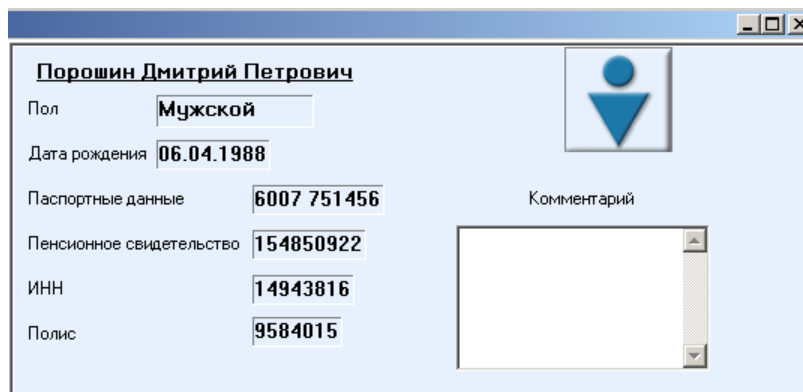 Порошин Дмитрий Петрович
Пол Мужской
Дата рождения 06.04.1988
Паспортные данные 6007 751456
Комментарий
Пенсионное свидетельство 154850922
ИНН 14943816
Полис 9584015